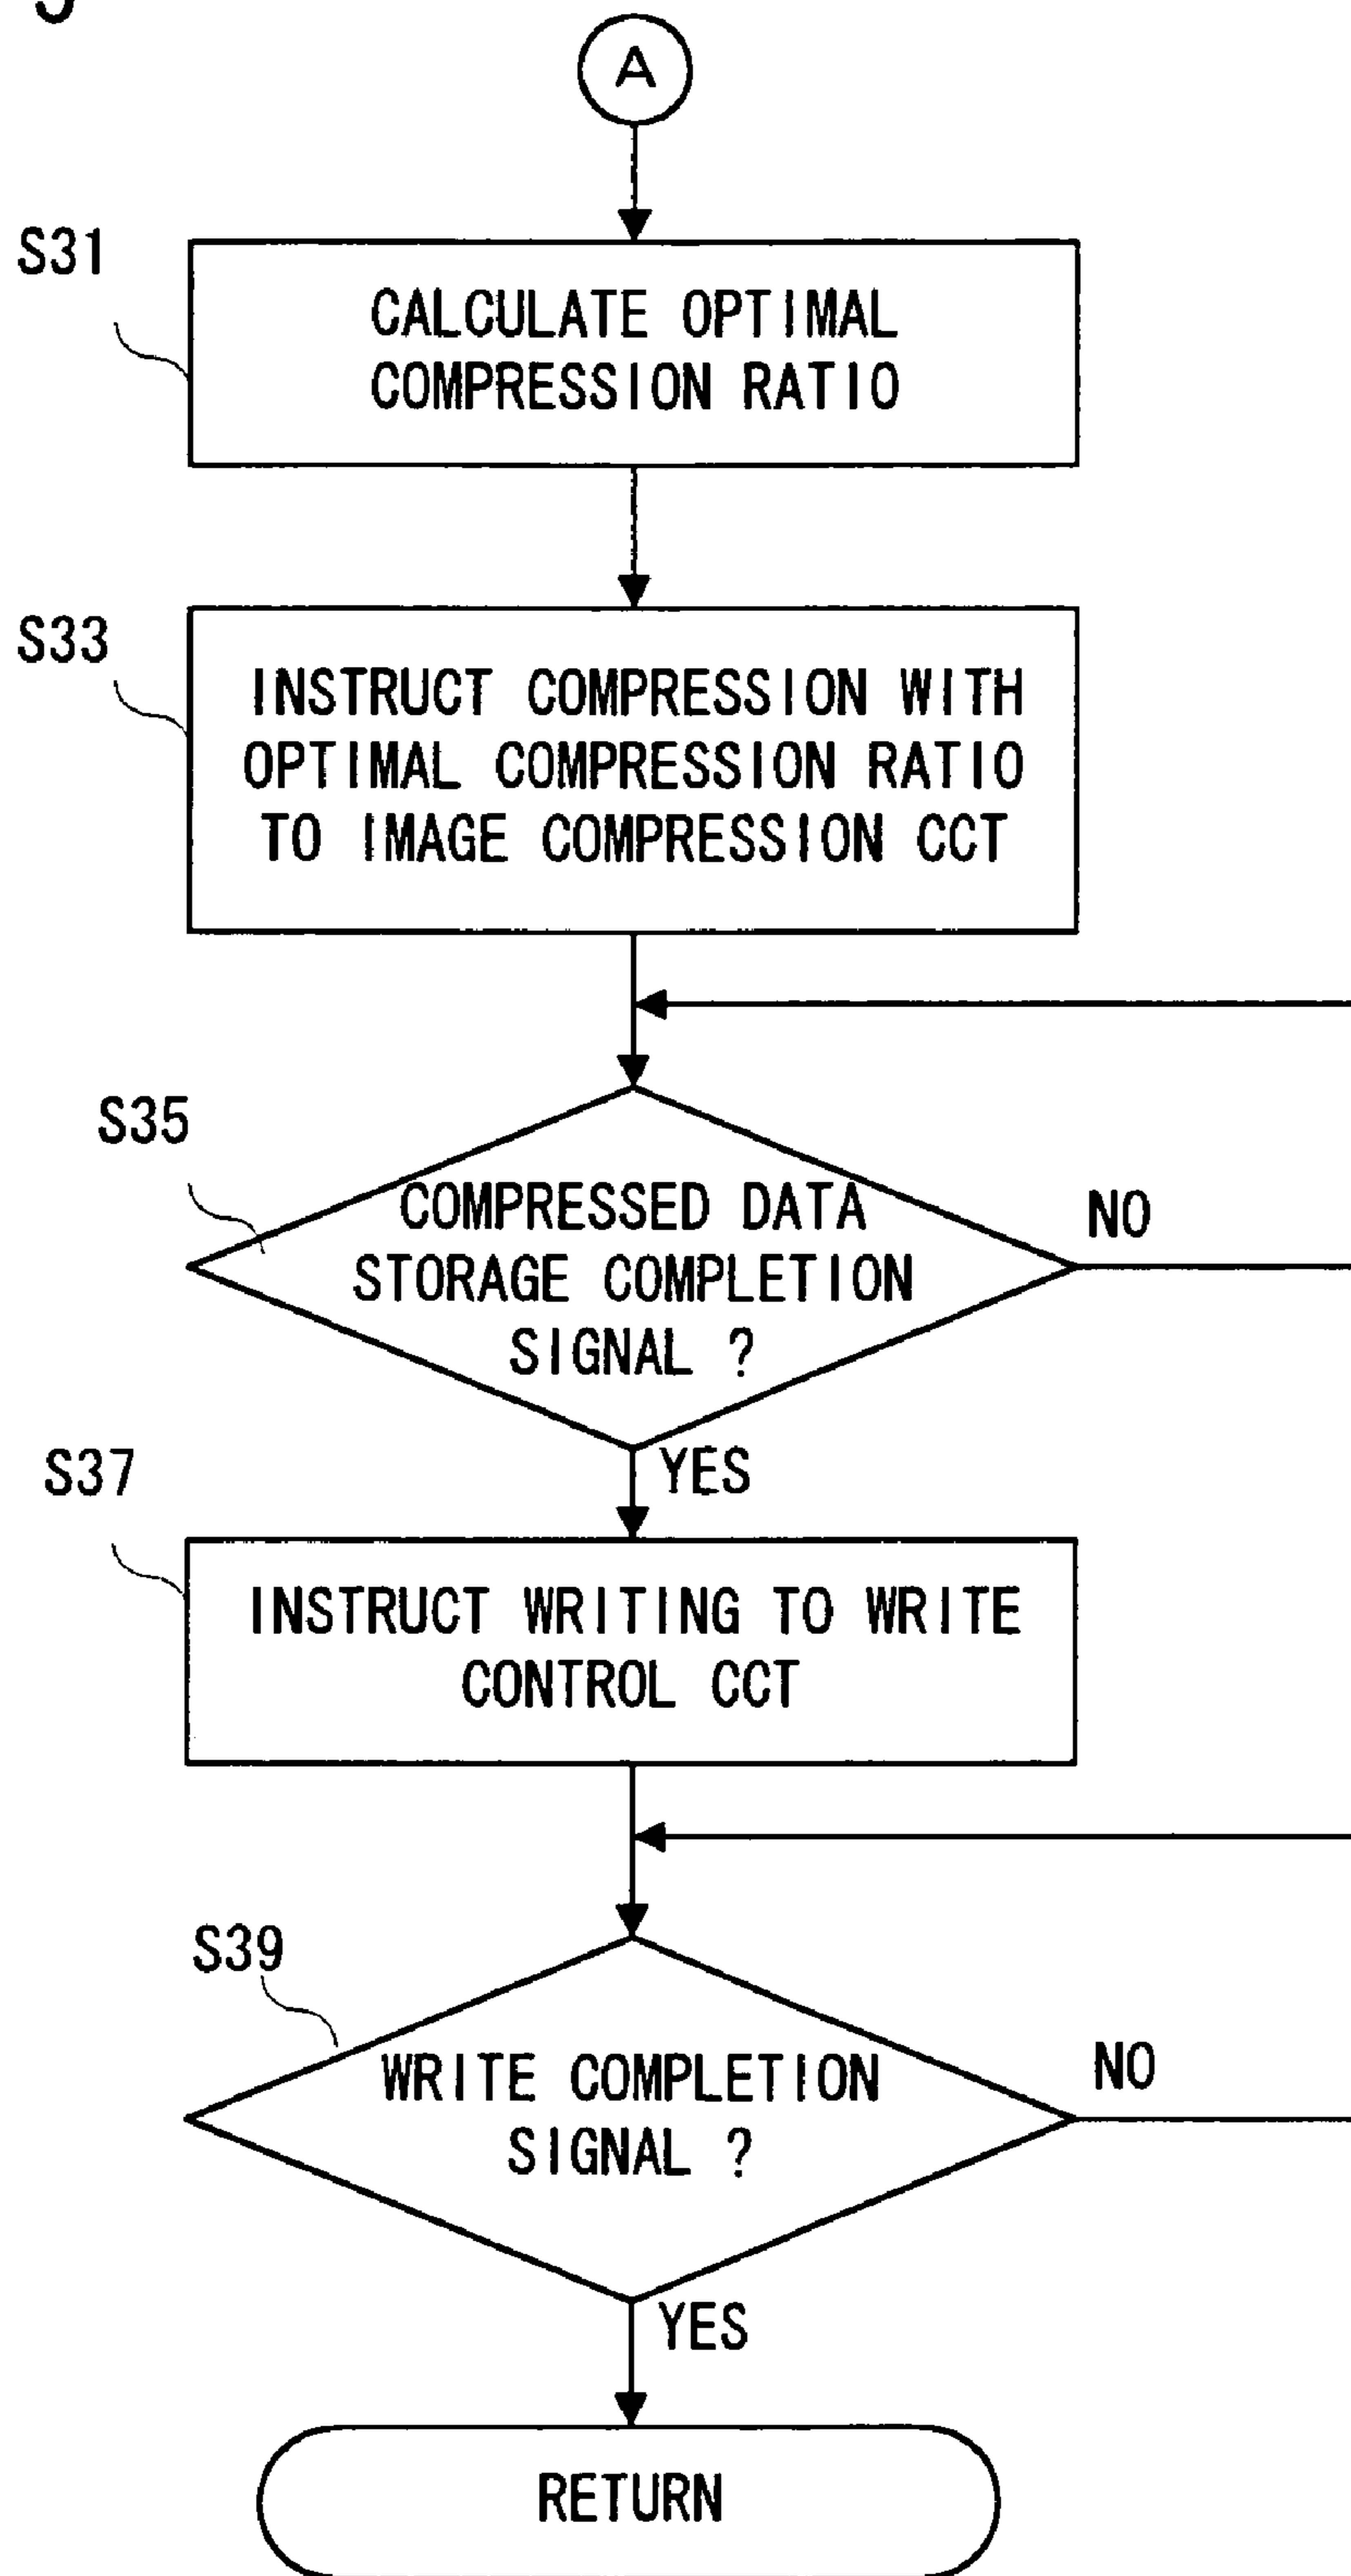 A
S31
CALCULATE OPTIMAL
COMPRESSION RATIO
S33
INSTRUCT COMPRESSION WITH
OPTIMAL COMPRESSION RATIO
TO IMAGE COMPRESSION CCT
S35
COMPRESSED DATA
STORAGE COMPLETION
SIGNAL ?
NO
YES
S37
INSTRUCT WRITING TO WRITE
CONTROL CCT
S39
WRITE COMPLETION
SIGNAL ?
NO
YES
RETURN